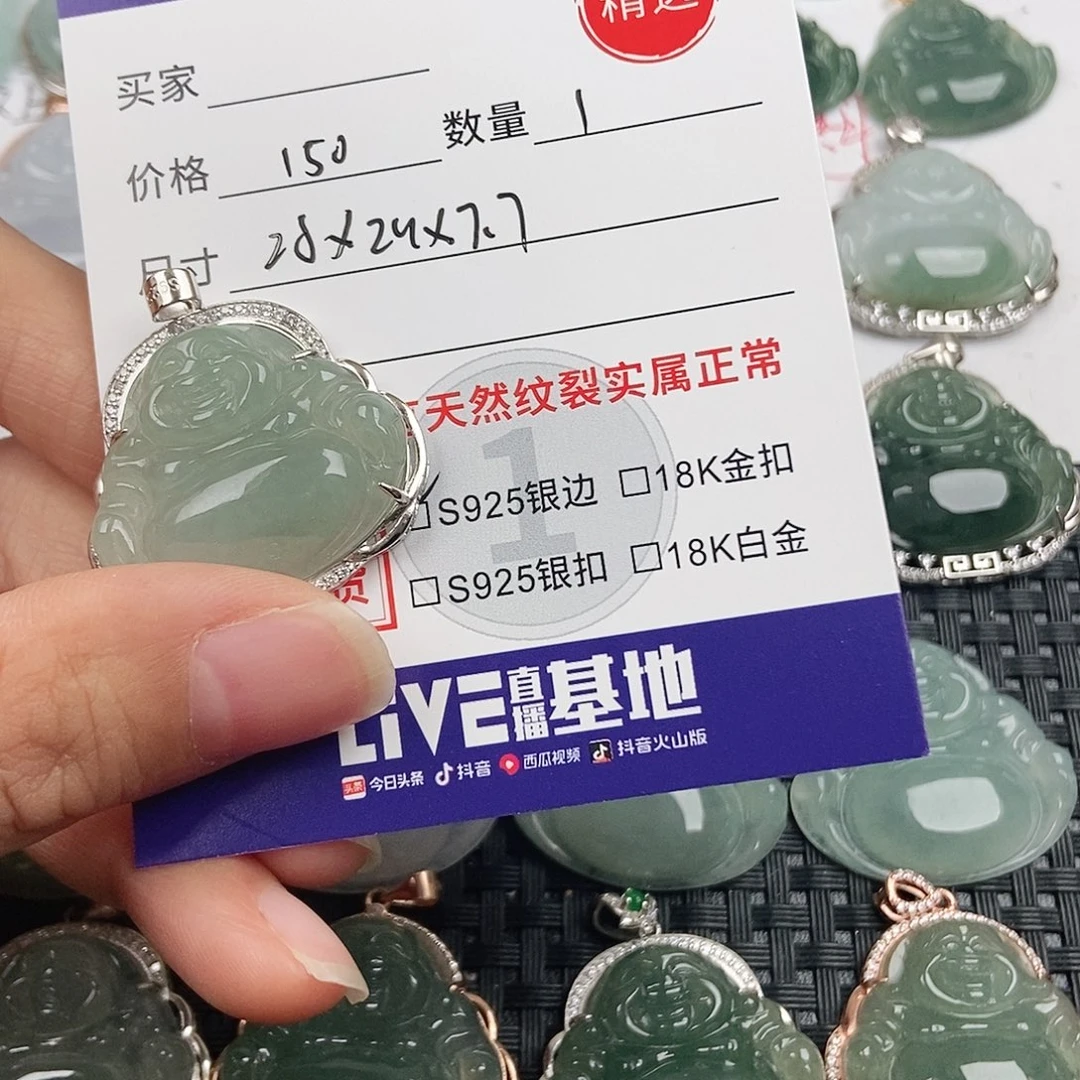 精选
买家
价格 150 数量 1
尺寸 28X24X7.7
天然纹裂实属正常
S925银边 18K金扣
S925银扣 18K白金
货
LIVE直播基地
头条 今日头条 抖音 西瓜视频 抖音火山版